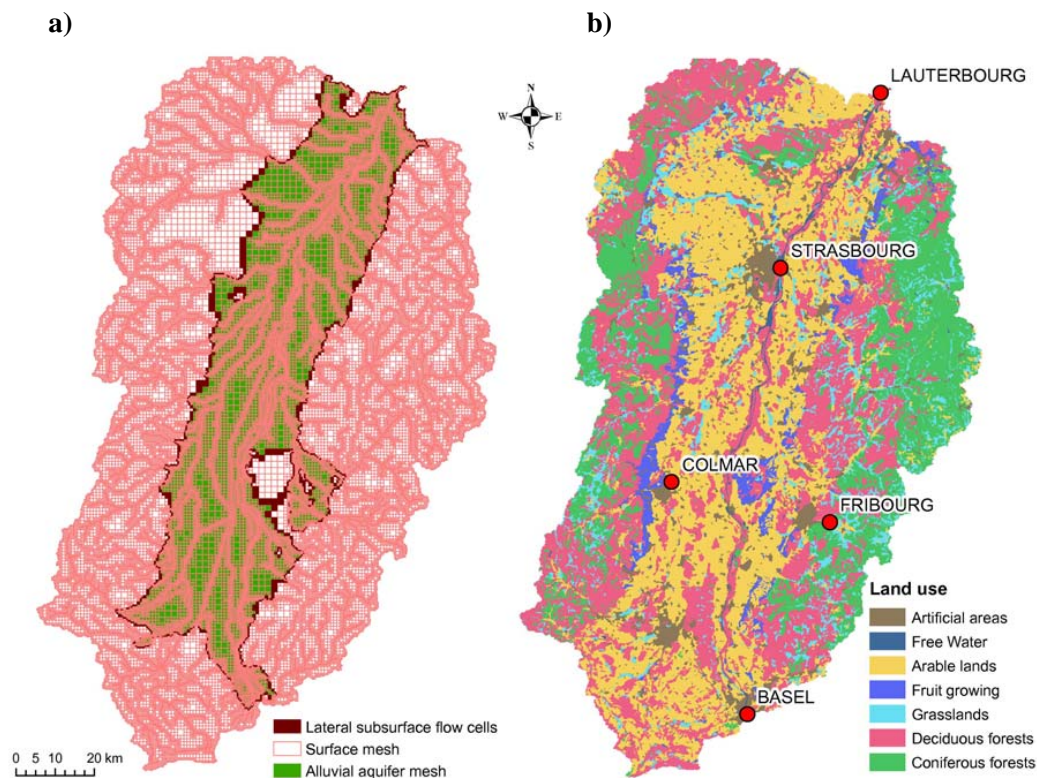 a)
b)
LAUTERBOURG
N
W E
S
STRASBOURG
COLMAR
FRIBOURG
BASEL
Lateral subsurface flow cells
Surface mesh
Alluvial aquifer mesh
0 5 10 20 km
Land use
Artificial areas
Free Water
Arable lands
Fruit growing
Grasslands
Deciduous forests
Coniferous forests